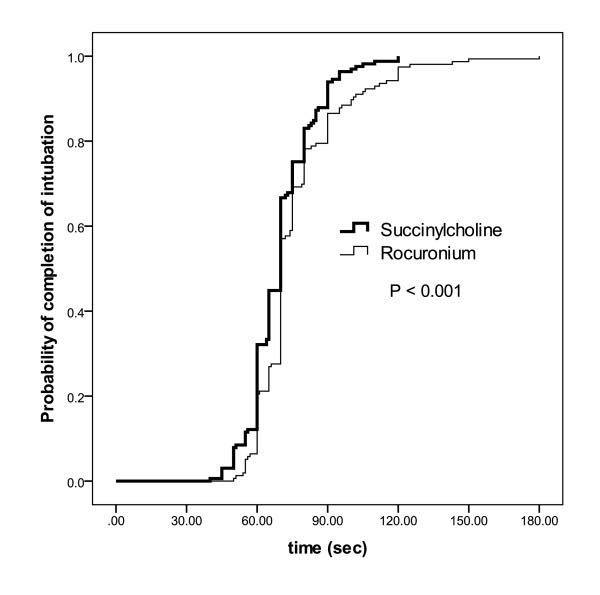 Probability of completion of intubation
1.0
0.8
0.6
0.4
0.2
0.0
Succinylcholine
Rocuronium
P < 0.001
.00 30.00 60.00 90.00 120.00 150.00 180.00
time (sec)